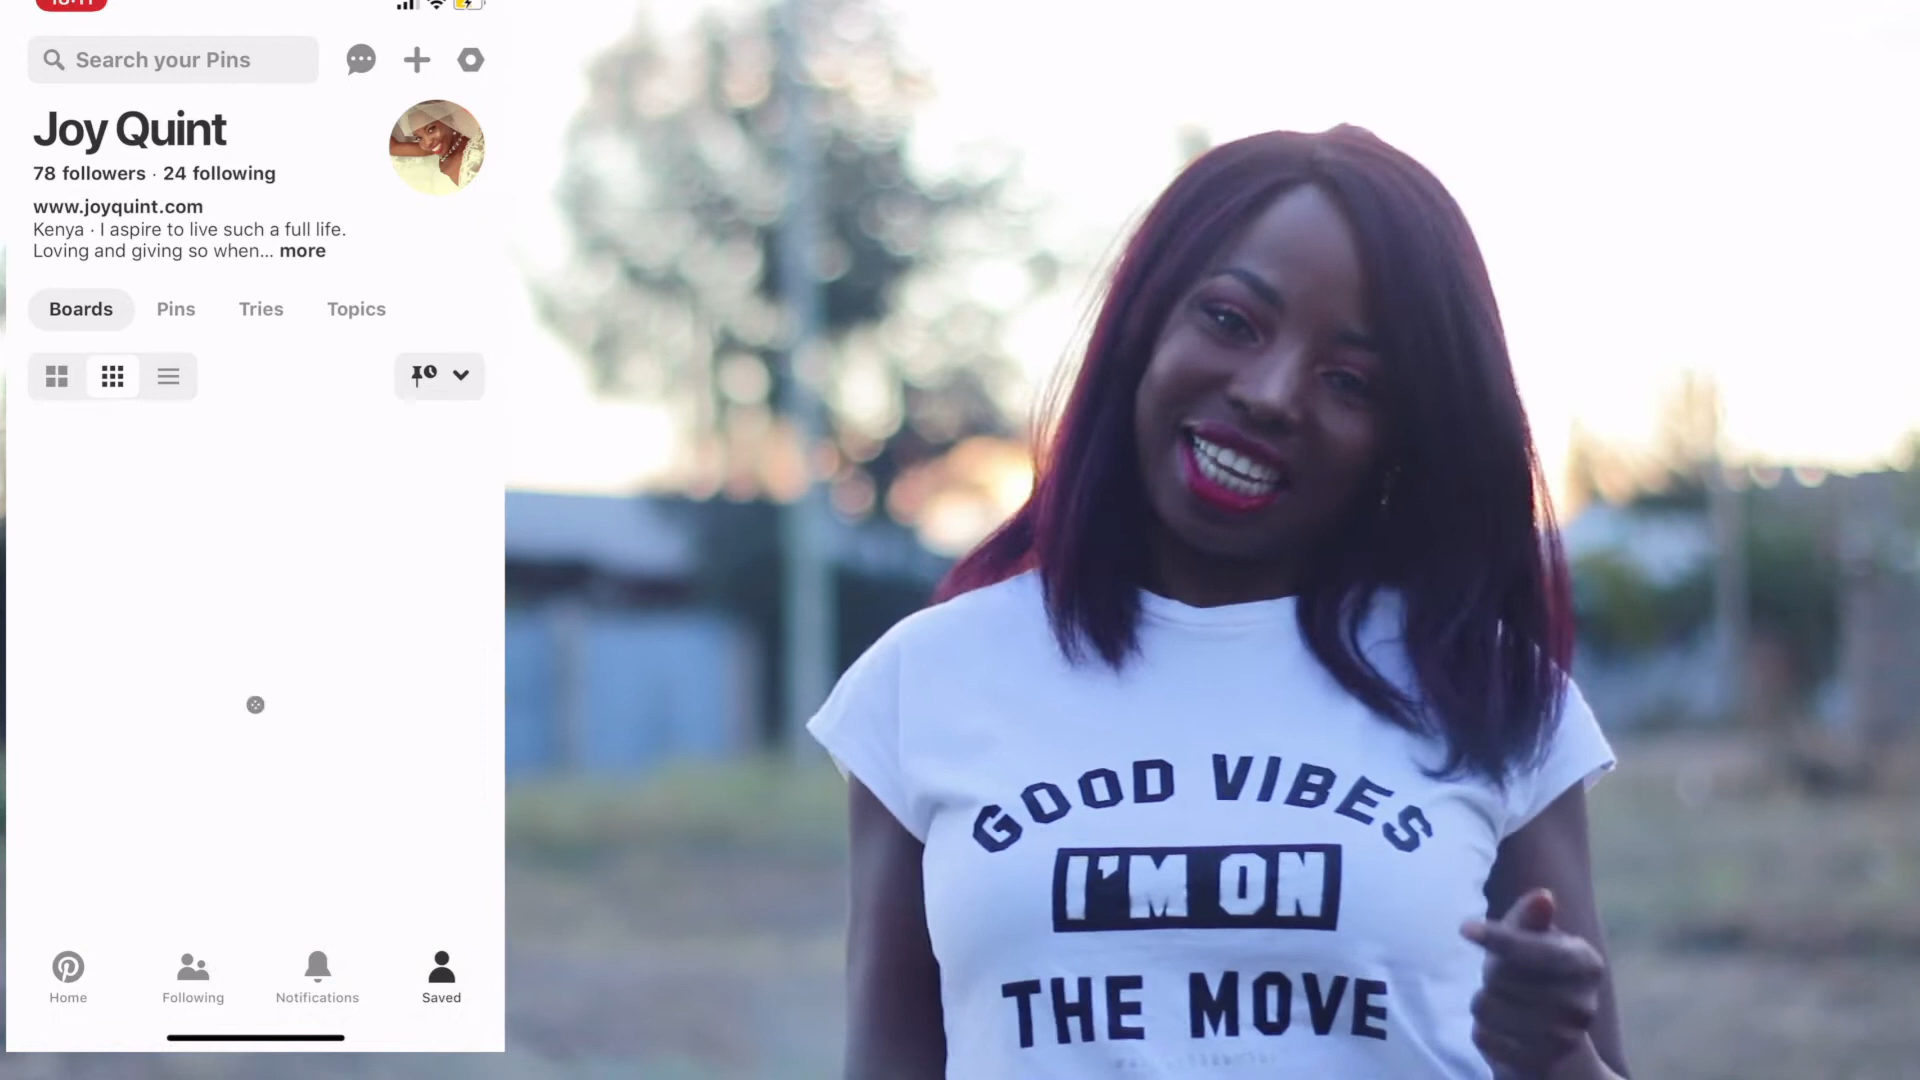 Search your Pins
Joy Quint
78 followers · 24 following
www.joyquint.com
Kenya · I aspire to live such a full life.
Loving and giving so when... more
Boards Pins Tries Topics
Home Following Notifications Saved
GOOD VIBES
I'M ON
THE MOVE